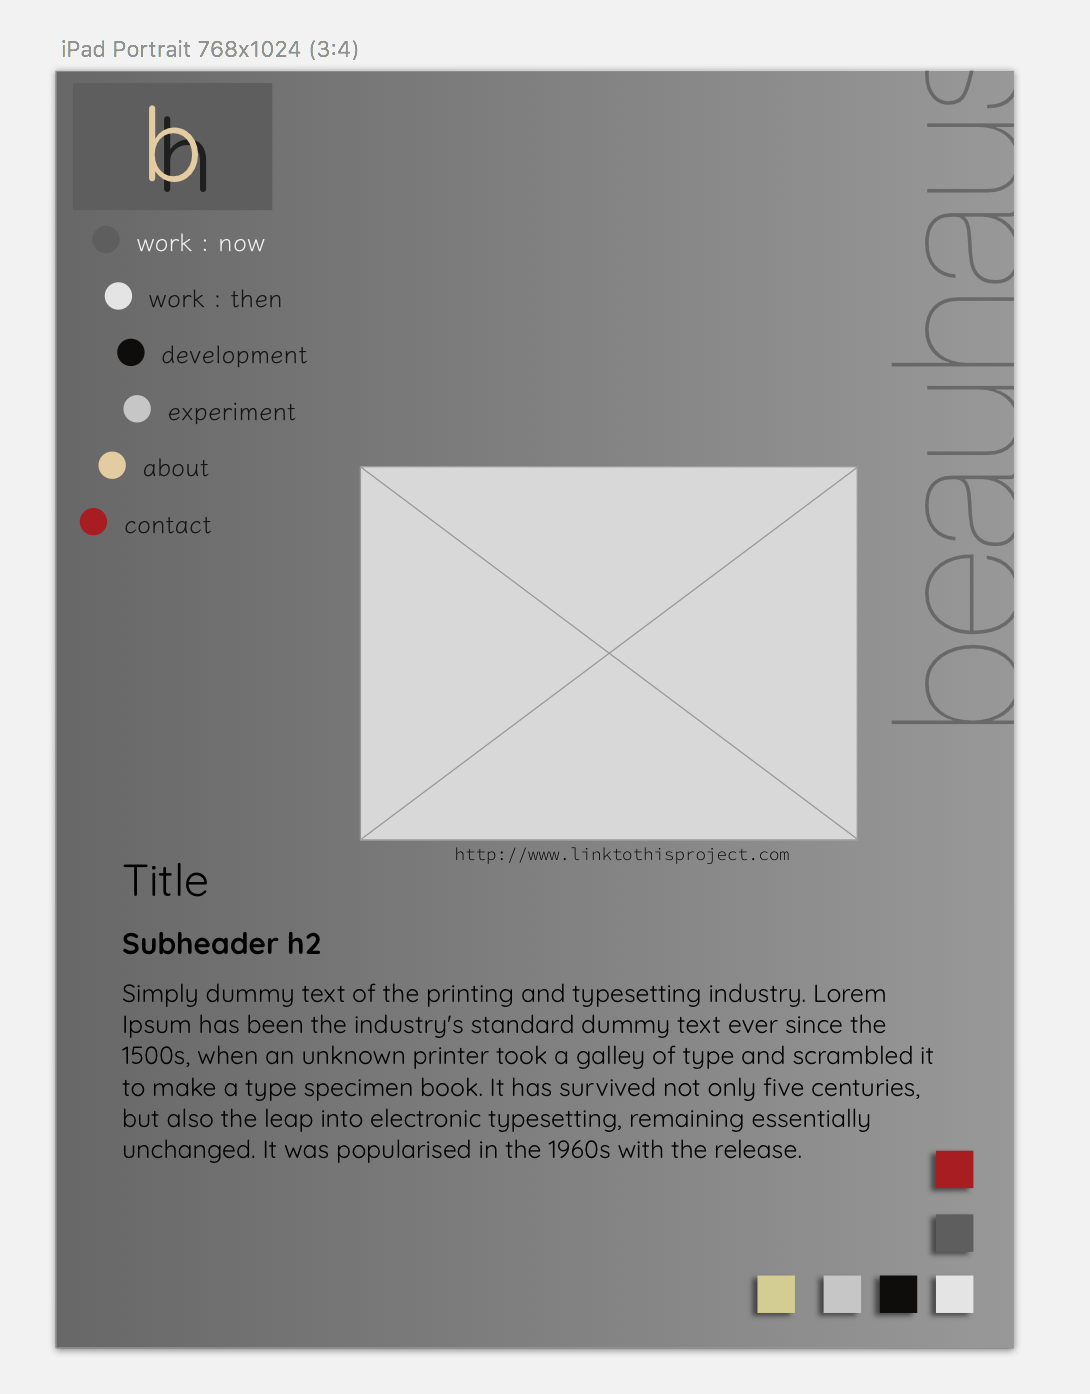 iPad Portrait 768x1024 (3:4)
bh
work : now
work : then
development
experiment
about
contact
beauhaus
http://www.linktothisproject.com
Title
Subheader h2
Simply dummy text of the printing and typesetting industry. Lorem
Ipsum has been the industry's standard dummy text ever since the
1500s, when an unknown printer took a galley of type and scrambled it
to make a type specimen book. It has survived not only five centuries,
but also the leap into electronic typesetting, remaining essentially
unchanged. It was popularised in the 1960s with the release.